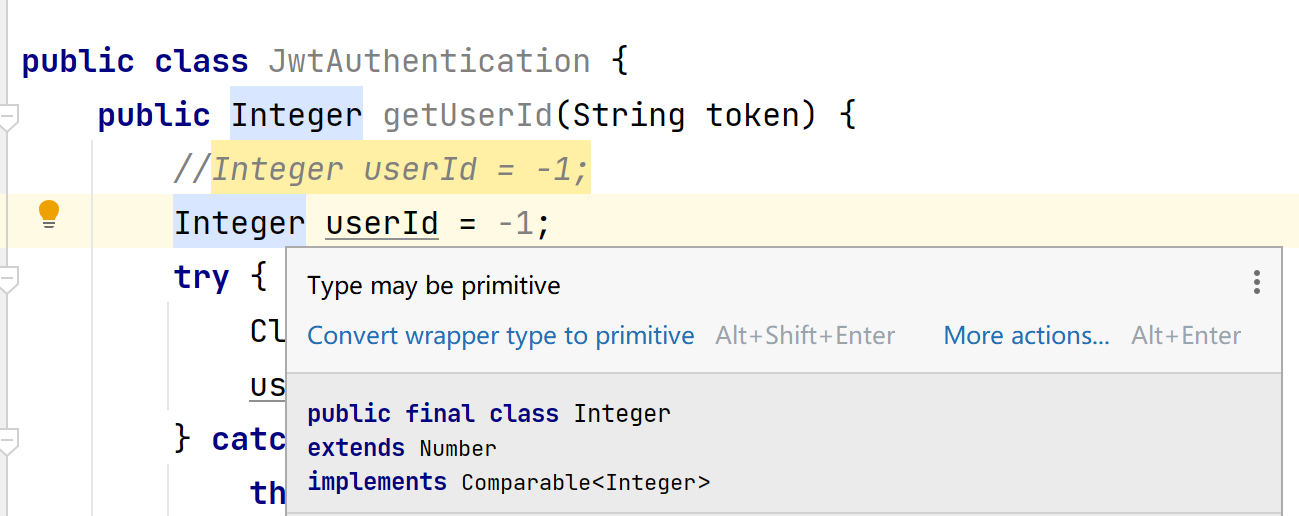 public class JwtAuthentication {
public Integer getUserId(String token) {
//Integer userId = -1;
Integer userId = -1;
try {
Type may be primitive
Convert wrapper type to primitive Alt+Shift+Enter More actions... Alt+Enter
Cl
us
public final class Integer
} catc
extends Number
implements Comparable<Integer>
th